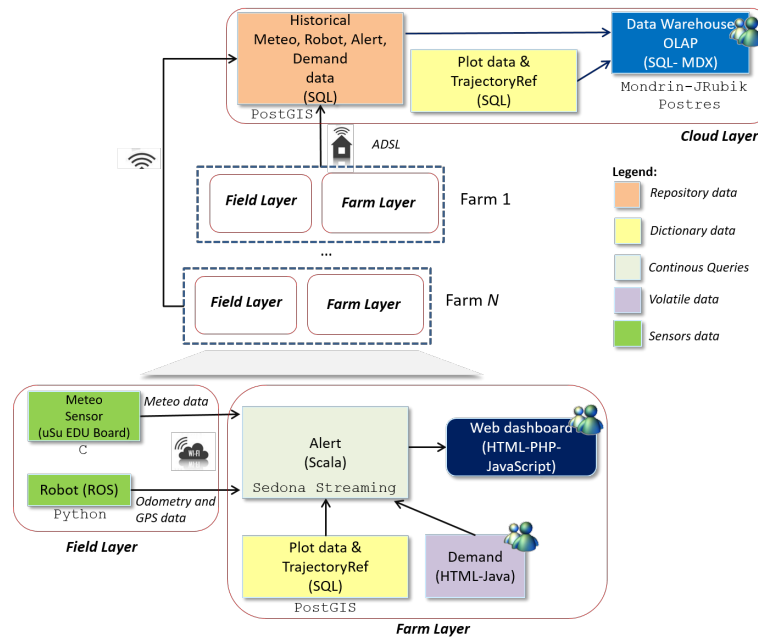 Historical
Meteo, Robot, Alert,
Demand
data
(SQL)
PostGIS
Plot data &
TrajectoryRef
(SQL)
Data Warehouse
OLAP
(SQL- MDX)
Mondrin-JRubik
Postres
Cloud Layer
ADSL
Field Layer
Farm Layer
Farm 1
...
Field Layer
Farm Layer
Farm N
Legend:
Repository data
Dictionary data
Continous Queries
Volatile data
Sensors data
Meteo
Sensor
(uSu EDU Board)
C
Meteo data
Wi-Fi
Robot (ROS)
Python
Odometry and
GPS data
Field Layer
Alert
(Scala)
Sedona Streaming
Web dashboard
(HTML-PHP-
JavaScript)
Plot data &
TrajectoryRef
(SQL)
PostGIS
Demand
(HTML-Java)
Farm Layer